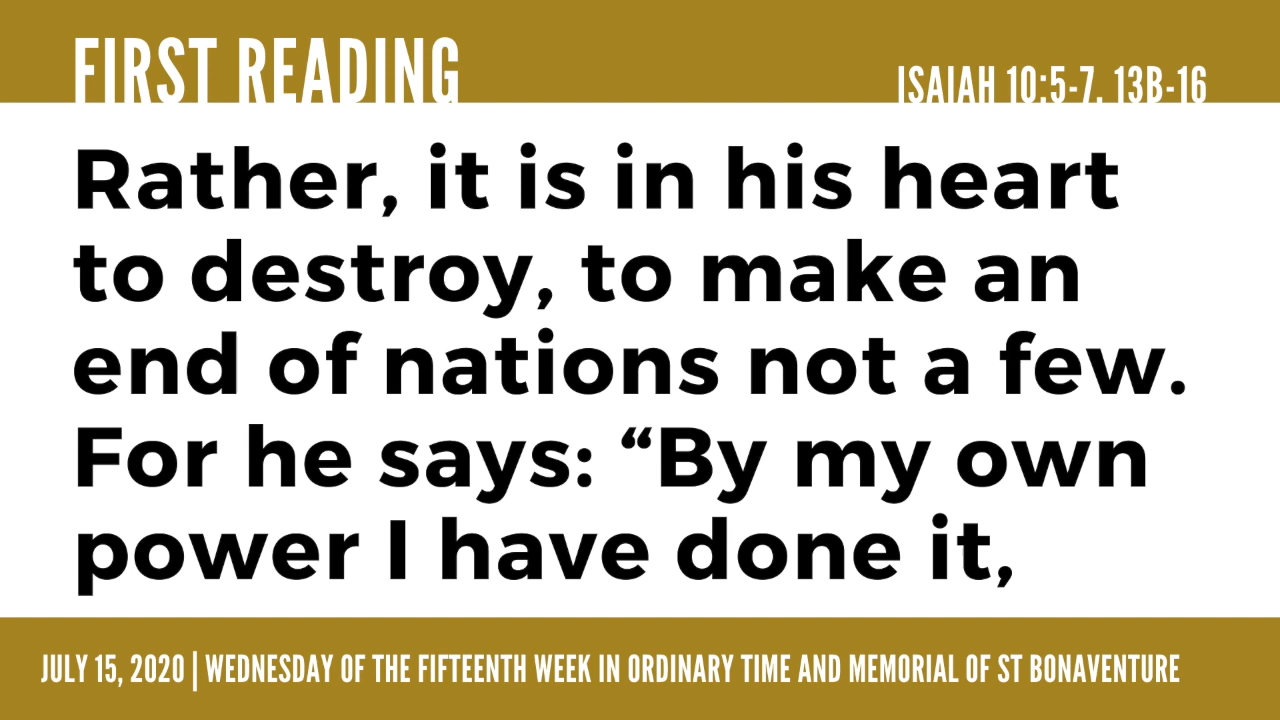 FIRST READING
ISAIAH 10:5-7, 13B-16
Rather, it is in his heart
to destroy, to make an
end of nations not a few.
For he says: “By my own
power I have done it,
JULY 15, 2020 | WEDNESDAY OF THE FIFTEENTH WEEK IN ORDINARY TIME AND MEMORIAL OF ST BONAVENTURE